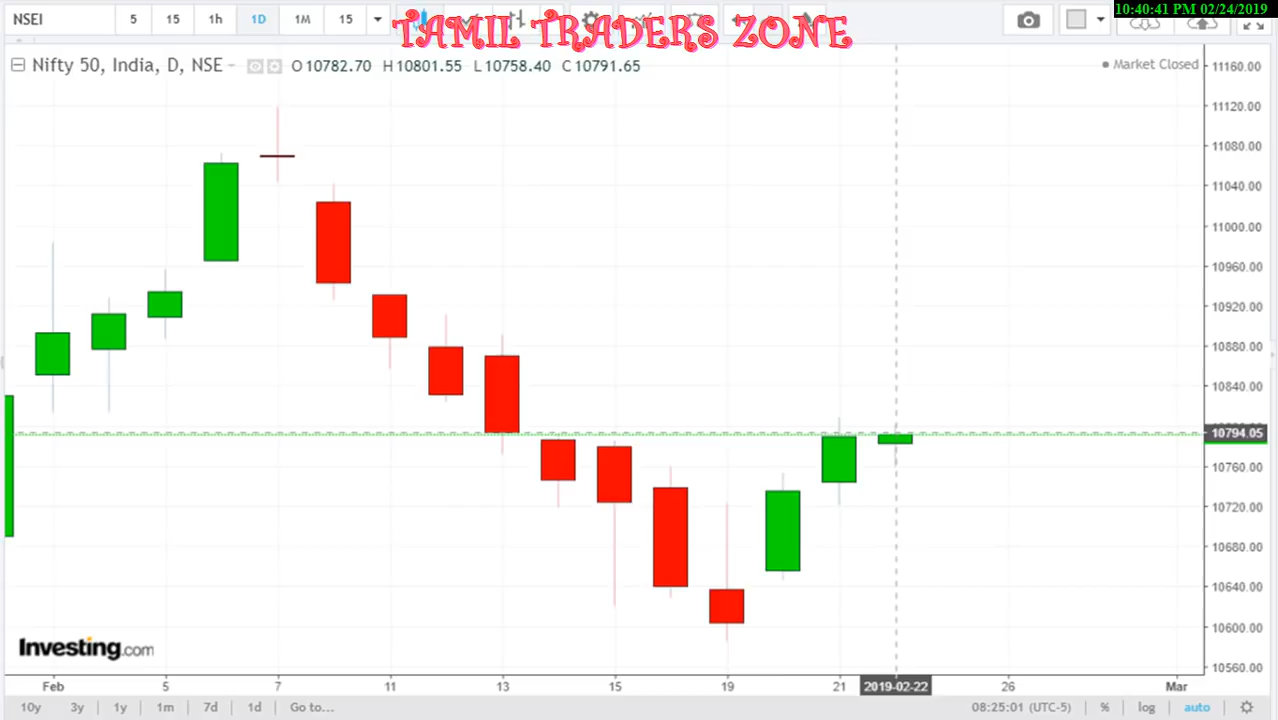 NSEI 5 15 1h 1D 1M 15
10:40:41 PM 02/24/2019
TAMIL TRADERS ZONE
Nifty 50, India, D, NSE O10782.70 H10801.55 L10758.40 C10791.65
Market Closed
11160.00
11120.00
11080.00
11040.00
11000.00
10960.00
10920.00
10880.00
10840.00
10794.05
10760.00
10720.00
10680.00
10640.00
10600.00
10560.00
Investing.com
Feb 5 7 11 13 15 19 21 2019-02-22 26 Mar
10y 3y 1y 1m 7d 1d Go to... 08:25:01 (UTC-5) % log auto